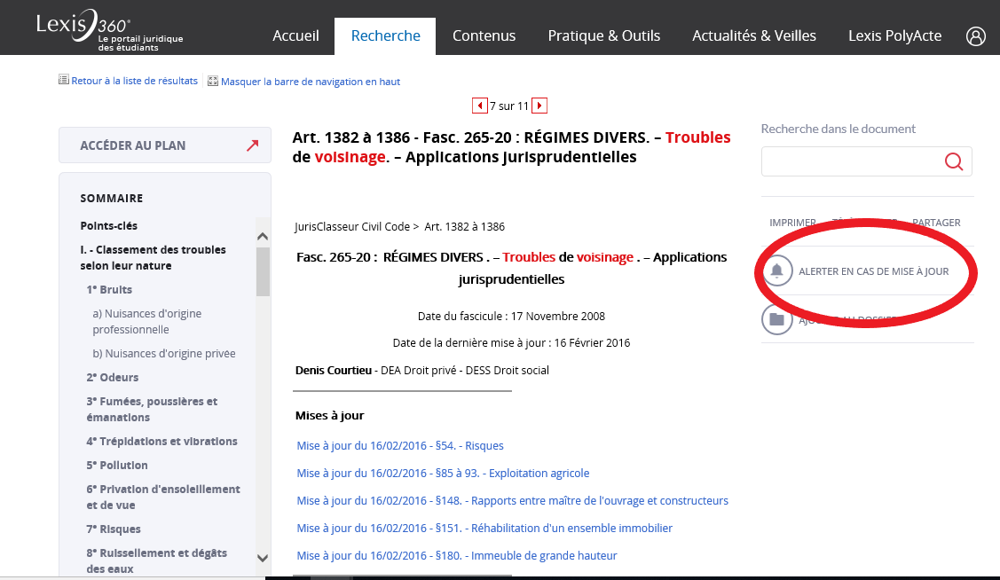 Lexis 360®
Le portail juridique
des étudiants
Accueil
Recherche
Contenus
Pratique & Outils
Actualités & Veilles
Lexis PolyActe
Retour à la liste de résultats
Masquer la barre de navigation en haut
7 sur 11
ACCÉDER AU PLAN
SOMMAIRE
Points-clés
I. - Classement des troubles
selon leur nature
1° Bruits
a) Nuisances d'origine
professionnelle
b) Nuisances d'origine privée
2° Odeurs
3° Fumées, poussières et
émanations
4° Trépidations et vibrations
5° Pollution
6° Privation d'ensoleillement
et de vue
7° Risques
8° Ruissellement et dégâts
des eaux
Art. 1382 à 1386 - Fasc. 265-20 : RÉGIMES DIVERS. – Troubles
de voisinage. – Applications jurisprudentielles
JurisClasseur Civil Code > Art. 1382 à 1386
Fasc. 265-20 : RÉGIMES DIVERS . – Troubles de voisinage . – Applications
jurisprudentielles
Date du fascicule : 17 Novembre 2008
Date de la dernière mise à jour : 16 Février 2016
Denis Courtieu - DEA Droit privé - DESS Droit social
Mises à jour
Mise à jour du 16/02/2016 - §54. - Risques
Mise à jour du 16/02/2016 - §85 à 93. - Exploitation agricole
Mise à jour du 16/02/2016 - §148. - Rapports entre maître de l'ouvrage et constructeurs
Mise à jour du 16/02/2016 - §151. - Réhabilitation d'un ensemble immobilier
Mise à jour du 16/02/2016 - §180. - Immeuble de grande hauteur
Recherche dans le document
IMPRIMER
PARTAGER
ALERTER EN CAS DE MISE À JOUR
AU DOSSIER